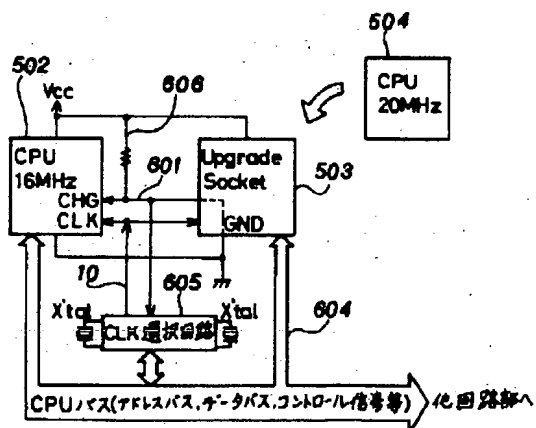 504
502
606
Vcc
CPU
20MHz
CPU
16MHz
601
Upgrade
Socket
503
CHG
CLK
GND
10
605
X'tal
CLK選択回路
X'tal
604
CPUバス(アドレスバス,データバス,コントロール信号等)
他回路部へ